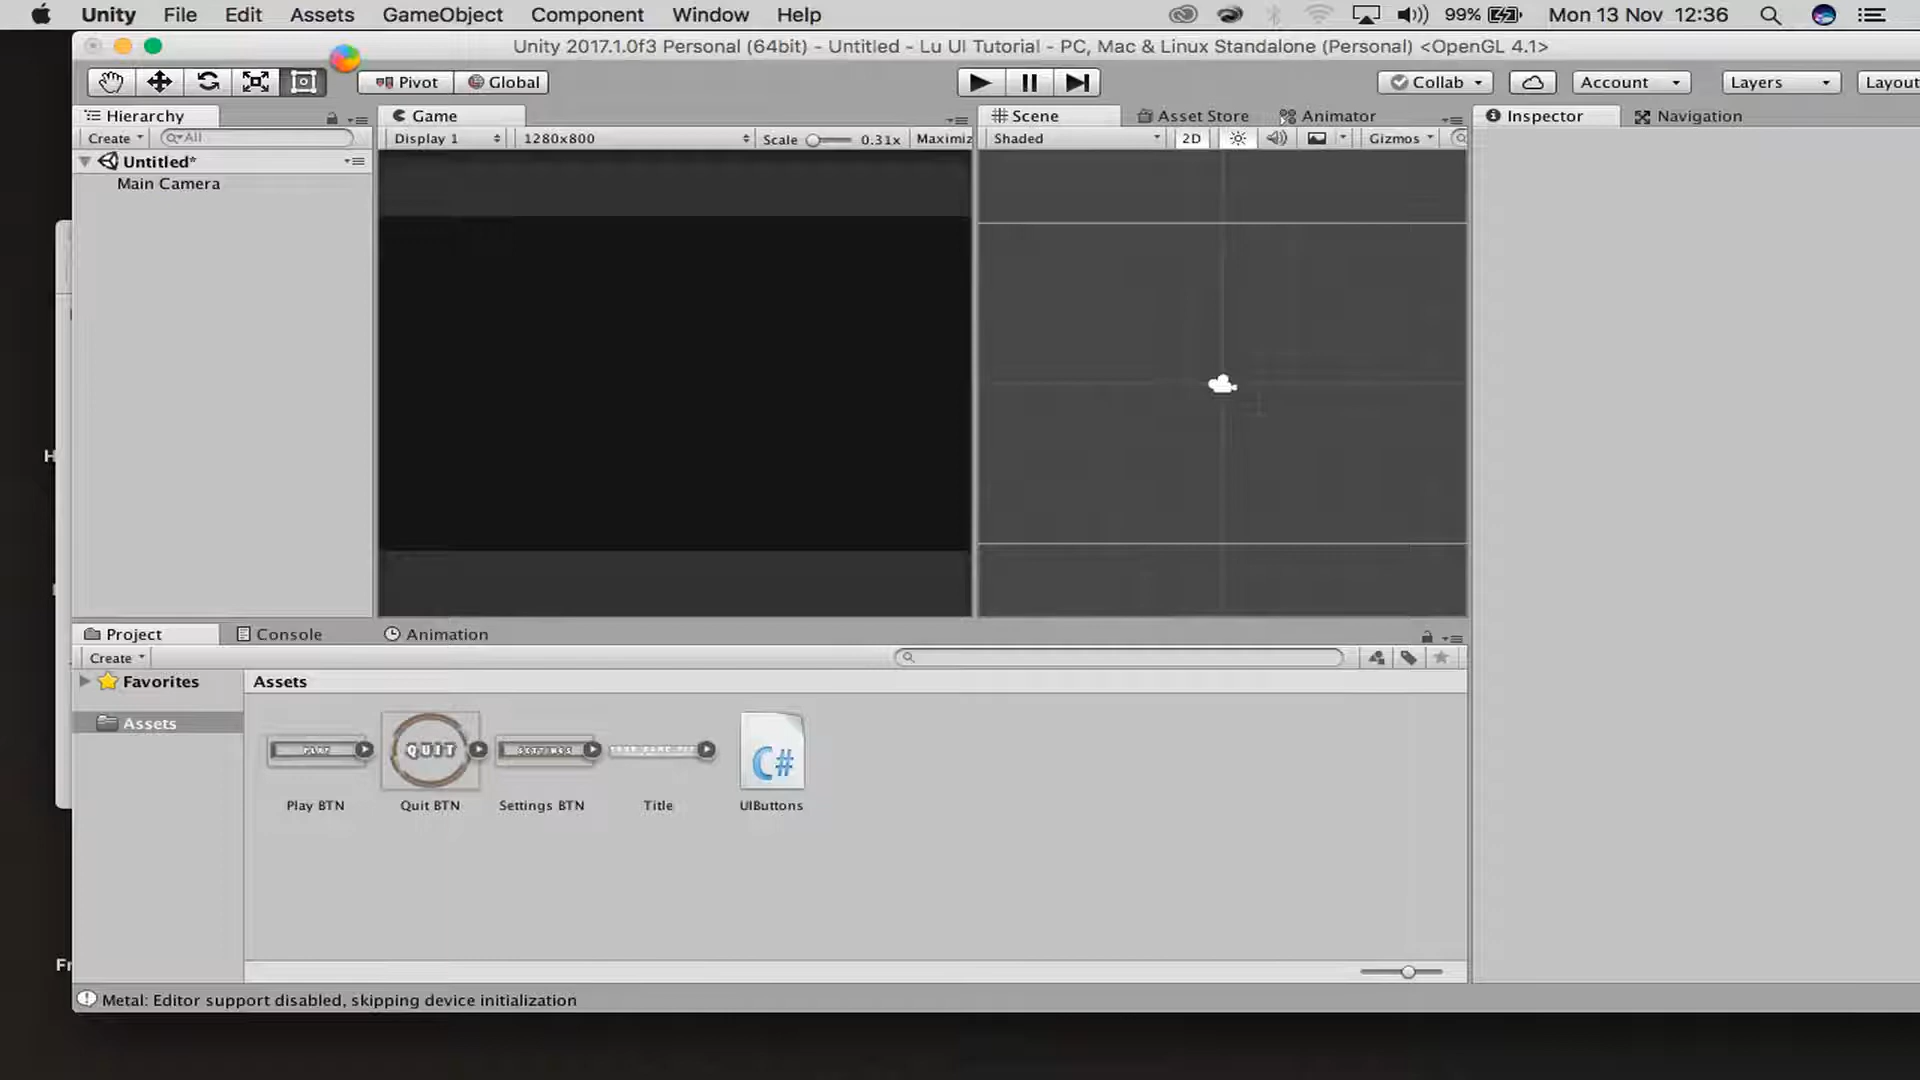 Unity File Edit Assets GameObject Component Window Help 99% Mon 13 Nov 12:36
Unity 2017.1.0f3 Personal (64bit) - Untitled - Lu UI Tutorial - PC, Mac & Linux Standalone (Personal) <OpenGL 4.1>
Pivot Global Collab Account Layers Layout
Hierarchy Game Scene Asset Store Animator Inspector Navigation
Create All Display 1 1280x800 Scale 0.31x Maximiz Shaded 2D Gizmos
Untitled*
Main Camera
H
Project Console Animation
Create
Favorites Assets
Assets
PLAY QUIT SETTINGS C#
Play BTN Quit BTN Settings BTN Title UIButtons
Fr
Metal: Editor support disabled, skipping device initialization